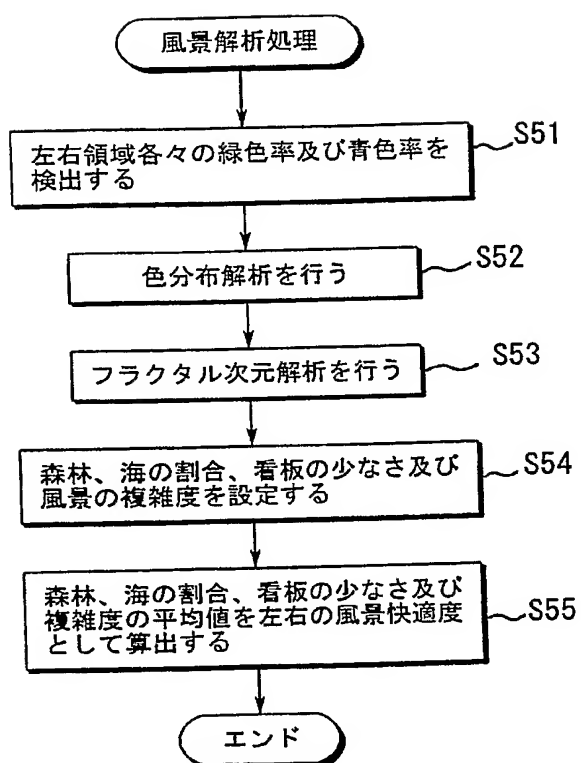 風景解析処理
左右領域各々の緑色率及び青色率を
検出する
S51
色分布解析を行う
S52
フラクタル次元解析を行う
S53
森林、海の割合、看板の少なさ及び
風景の複雑度を設定する
S54
森林、海の割合、看板の少なさ及び
複雑度の平均値を左右の風景快適度
として算出する
S55
エンド